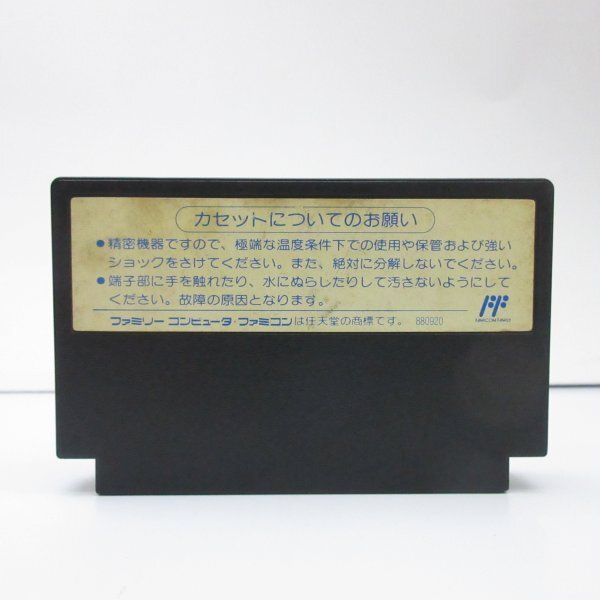 カセットについてのお願い
●精密機器ですので、極端な温度条件下での使用や保管および強い
ショックをさけてください。また、絶対に分解しないでください。
●端子部に手を触れたり、水にぬらしたりして汚さないようにして
ください。故障の原因となります。
ファミリーコンピュータ・ファミコンは任天堂の商標です。 880920